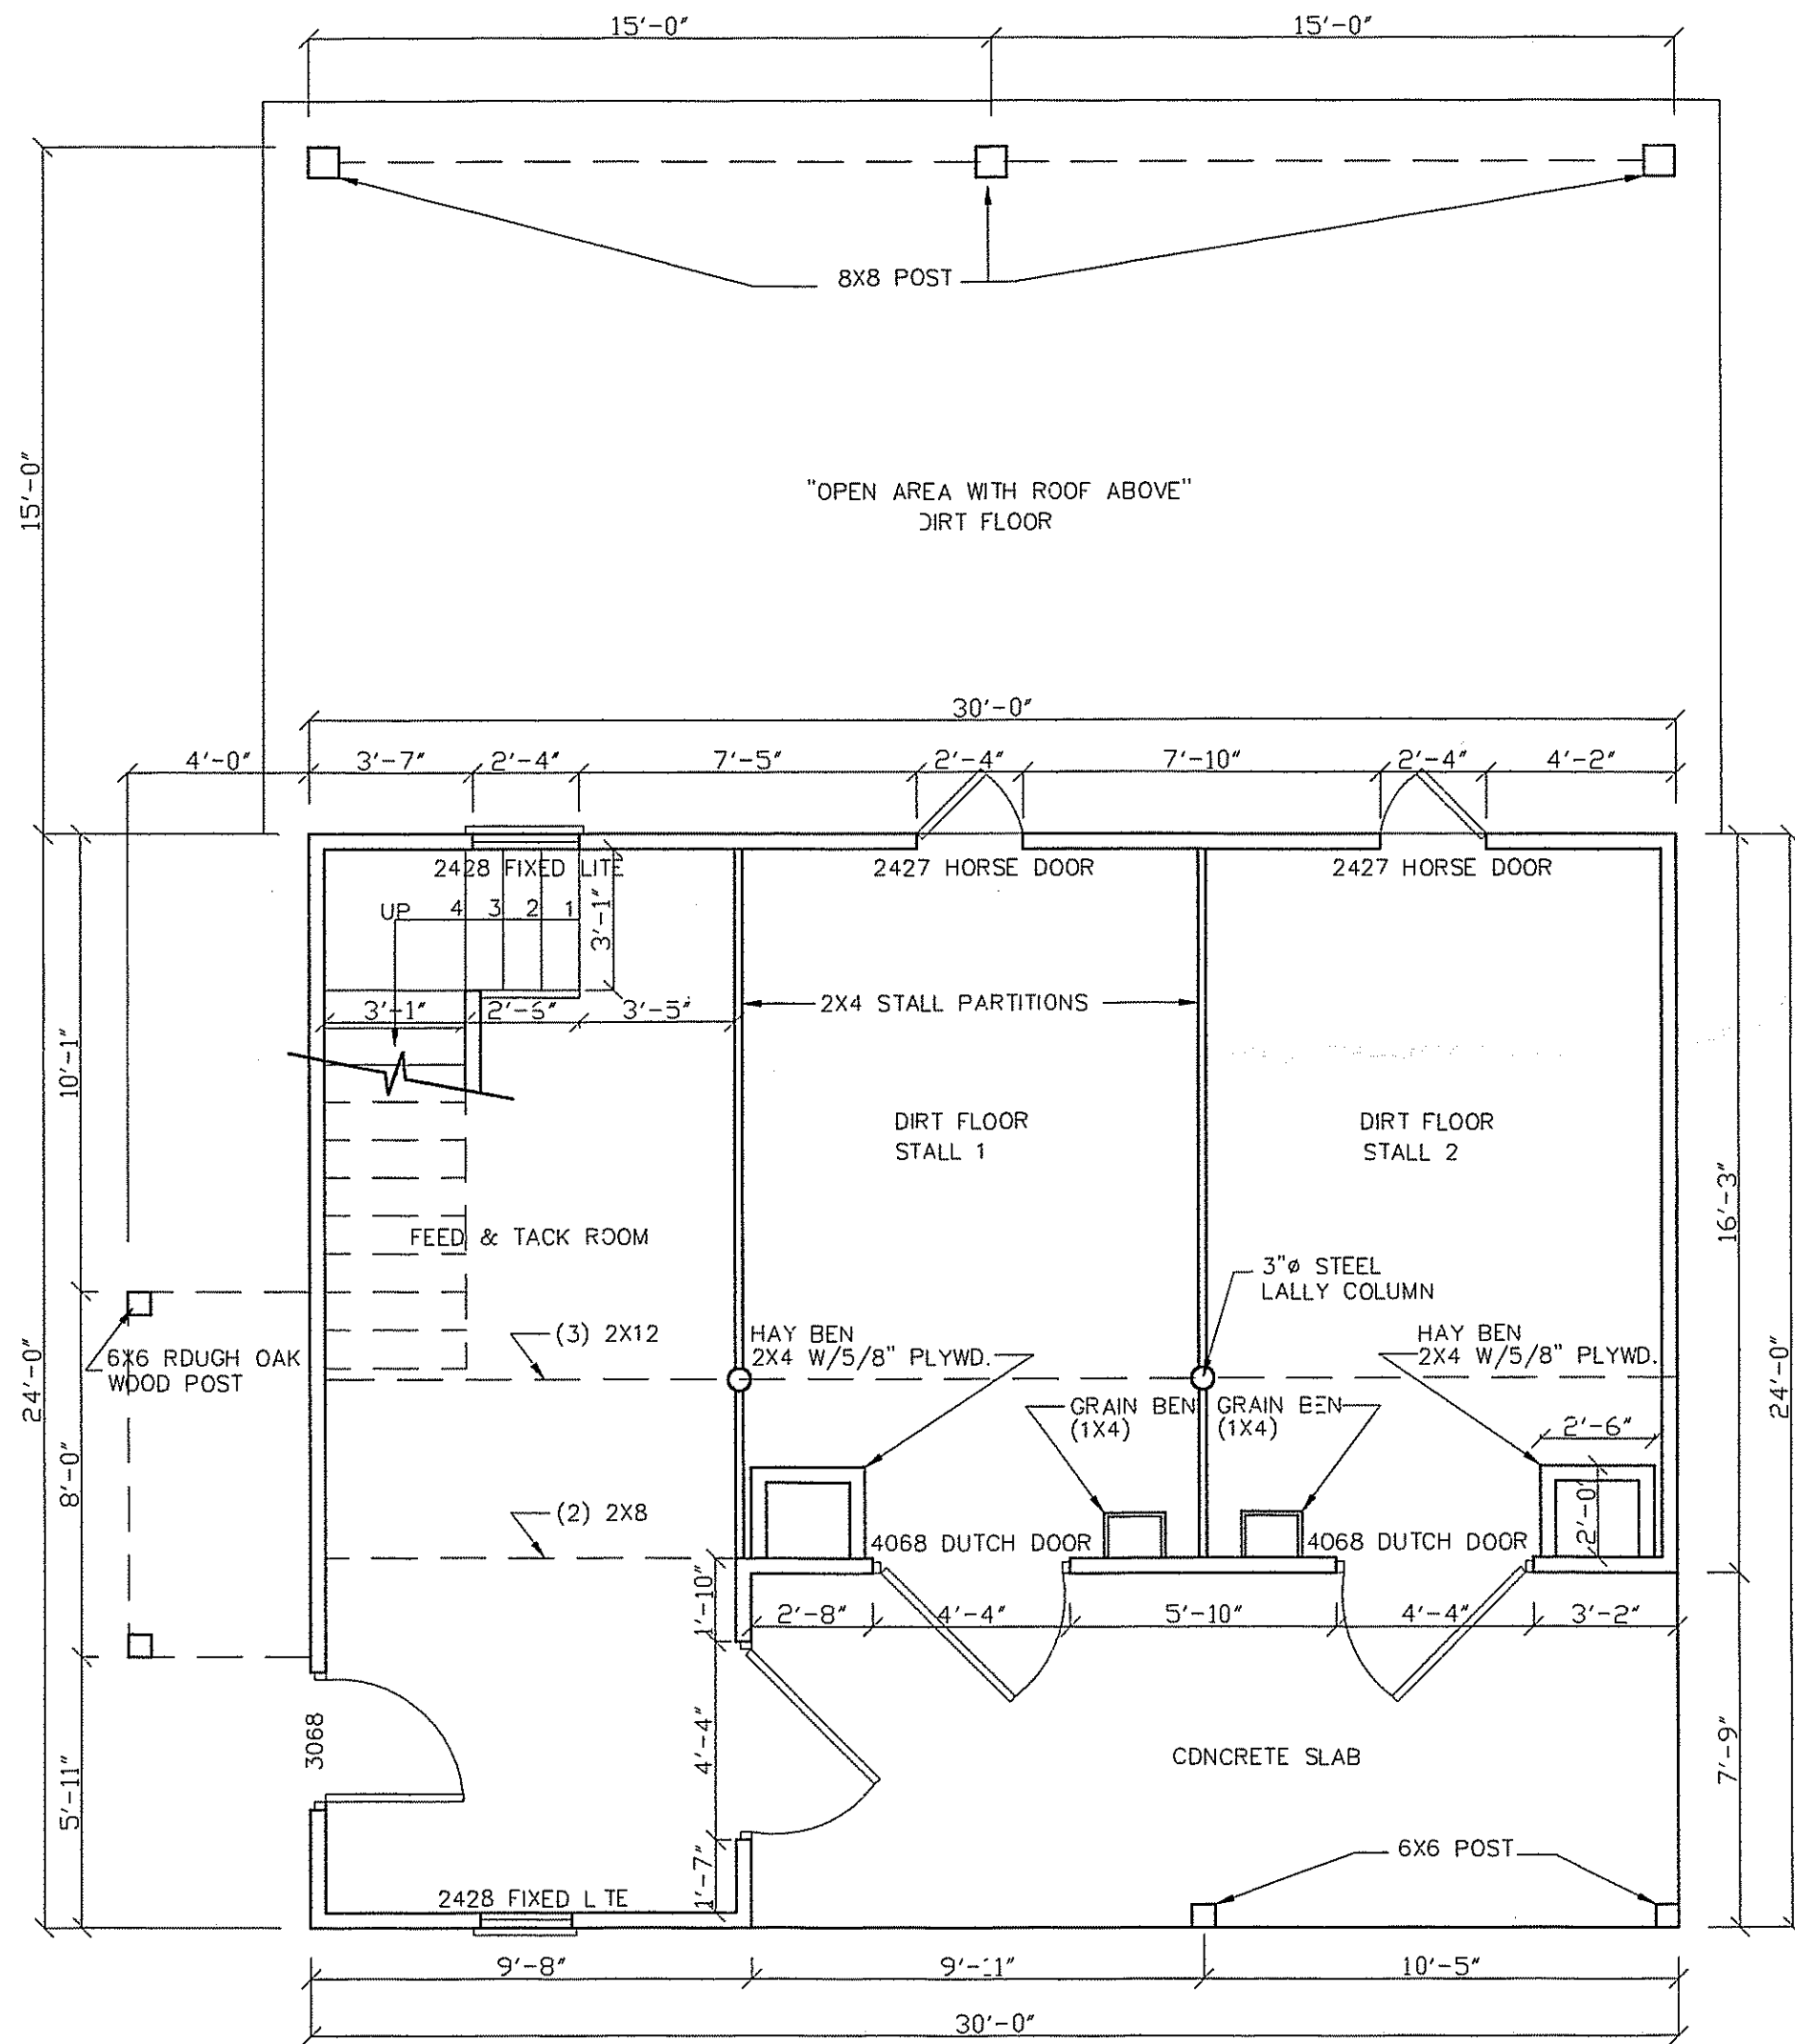 15'-0"
15'-0"
8X8 POST
15'-0"
"OPEN AREA WITH ROOF ABOVE"
DIRT FLOOR
30'-0"
4'-0"
3'-7"
2'-4"
7'-5"
2'-4"
7'-10"
2'-4"
4'-2"
2428 FIXED LITE
2427 HORSE DOOR
2427 HORSE DOOR
UP
4
3
2
1
3'-1"
3'-1"
2'-6"
3'-5"
2X4 STALL PARTITIONS
10'-1"
DIRT FLOOR
STALL 1
DIRT FLOOR
STALL 2
16'-3"
FEED & TACK ROOM
3"ø STEEL
LALLY COLUMN
(3) 2X12
HAY BEN
2X4 W/5/8" PLYWD.
HAY BEN
2X4 W/5/8" PLYWD.
6X6 ROUGH OAK
WOOD POST
24'-0"
24'-0"
GRAIN BEN
(1X4)
GRAIN BEN
(1X4)
2'-6"
2'-0"
8'-0"
(2) 2X8
4068 DUTCH DOOR
4068 DUTCH DOOR
1'-10"
2'-8"
4'-4"
5'-10"
4'-4"
3'-2"
3068
4'-4"
CONCRETE SLAB
7'-9"
5'-11"
6X6 POST
1'-7"
2428 FIXED L TE
9'-8"
9'-11"
10'-5"
30'-0"